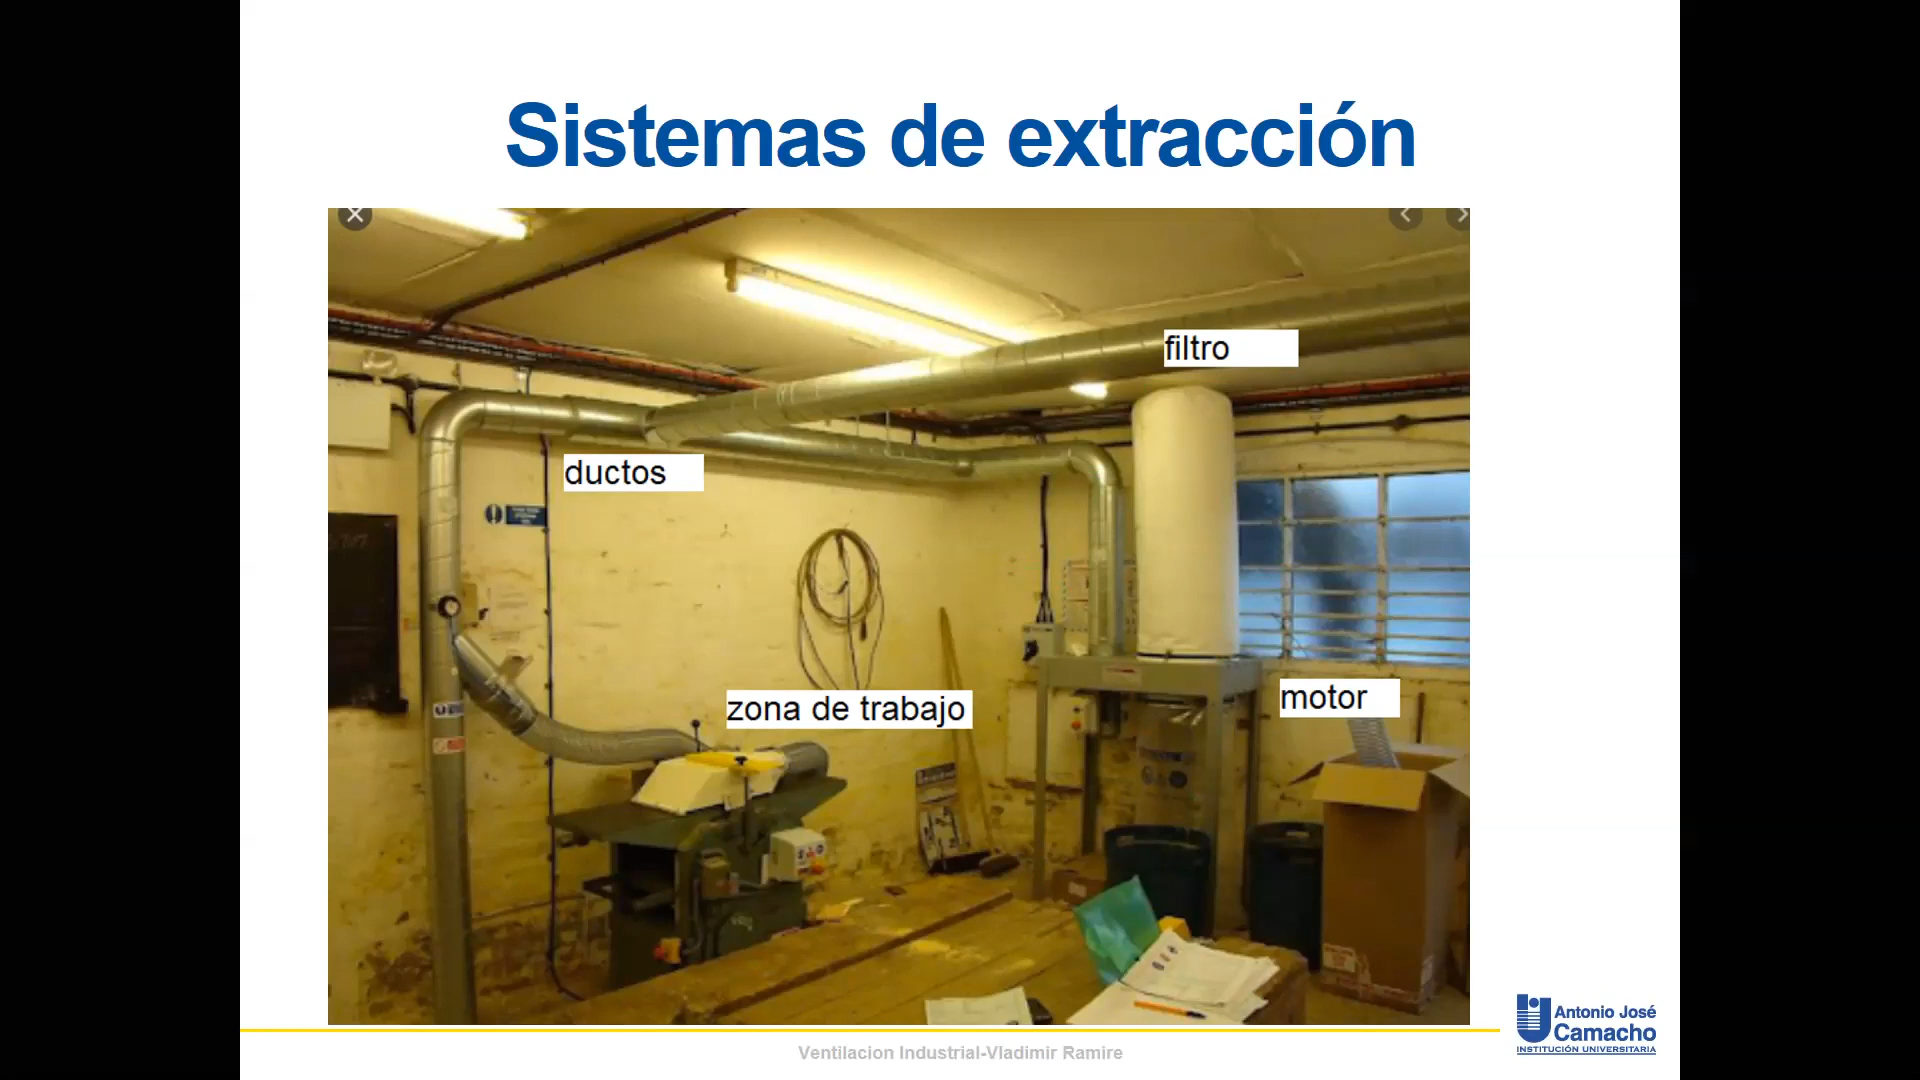 Sistemas de extracción
filtro
ductos
zona de trabajo
motor
Ventilacion Industrial-Vladimir Ramire
Antonio José
Camacho
INSTITUCIÓN UNIVERSITARIA